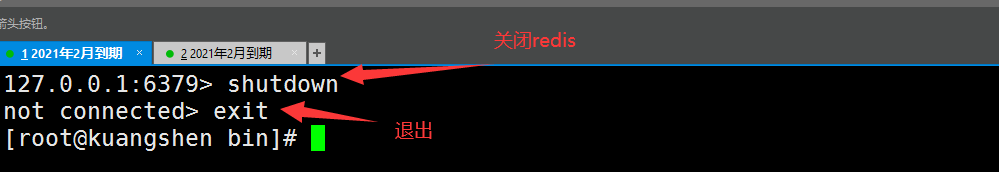 箭头按钮。
关闭redis
1 2021年2月到期 × 2 2021年2月到期 × +
127.0.0.1:6379> shutdown
not connected> exit
退出
[root@kuangshen bin]#